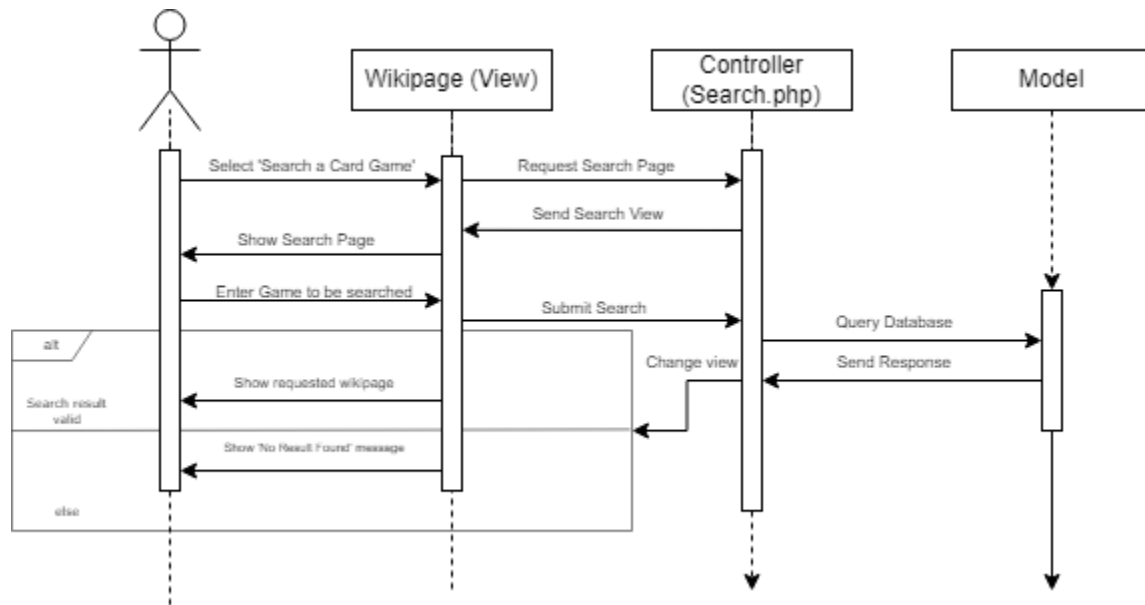 Wikipage (View)
Controller
(Search.php)
Model
Select 'Search a Card Game'
Request Search Page
Send Search View
Show Search Page
Enter Game to be searched
Submit Search
Query Database
alt
Change view
Send Response
Show requested wikipage
Search result
valid
Show 'No Result Found' message
else